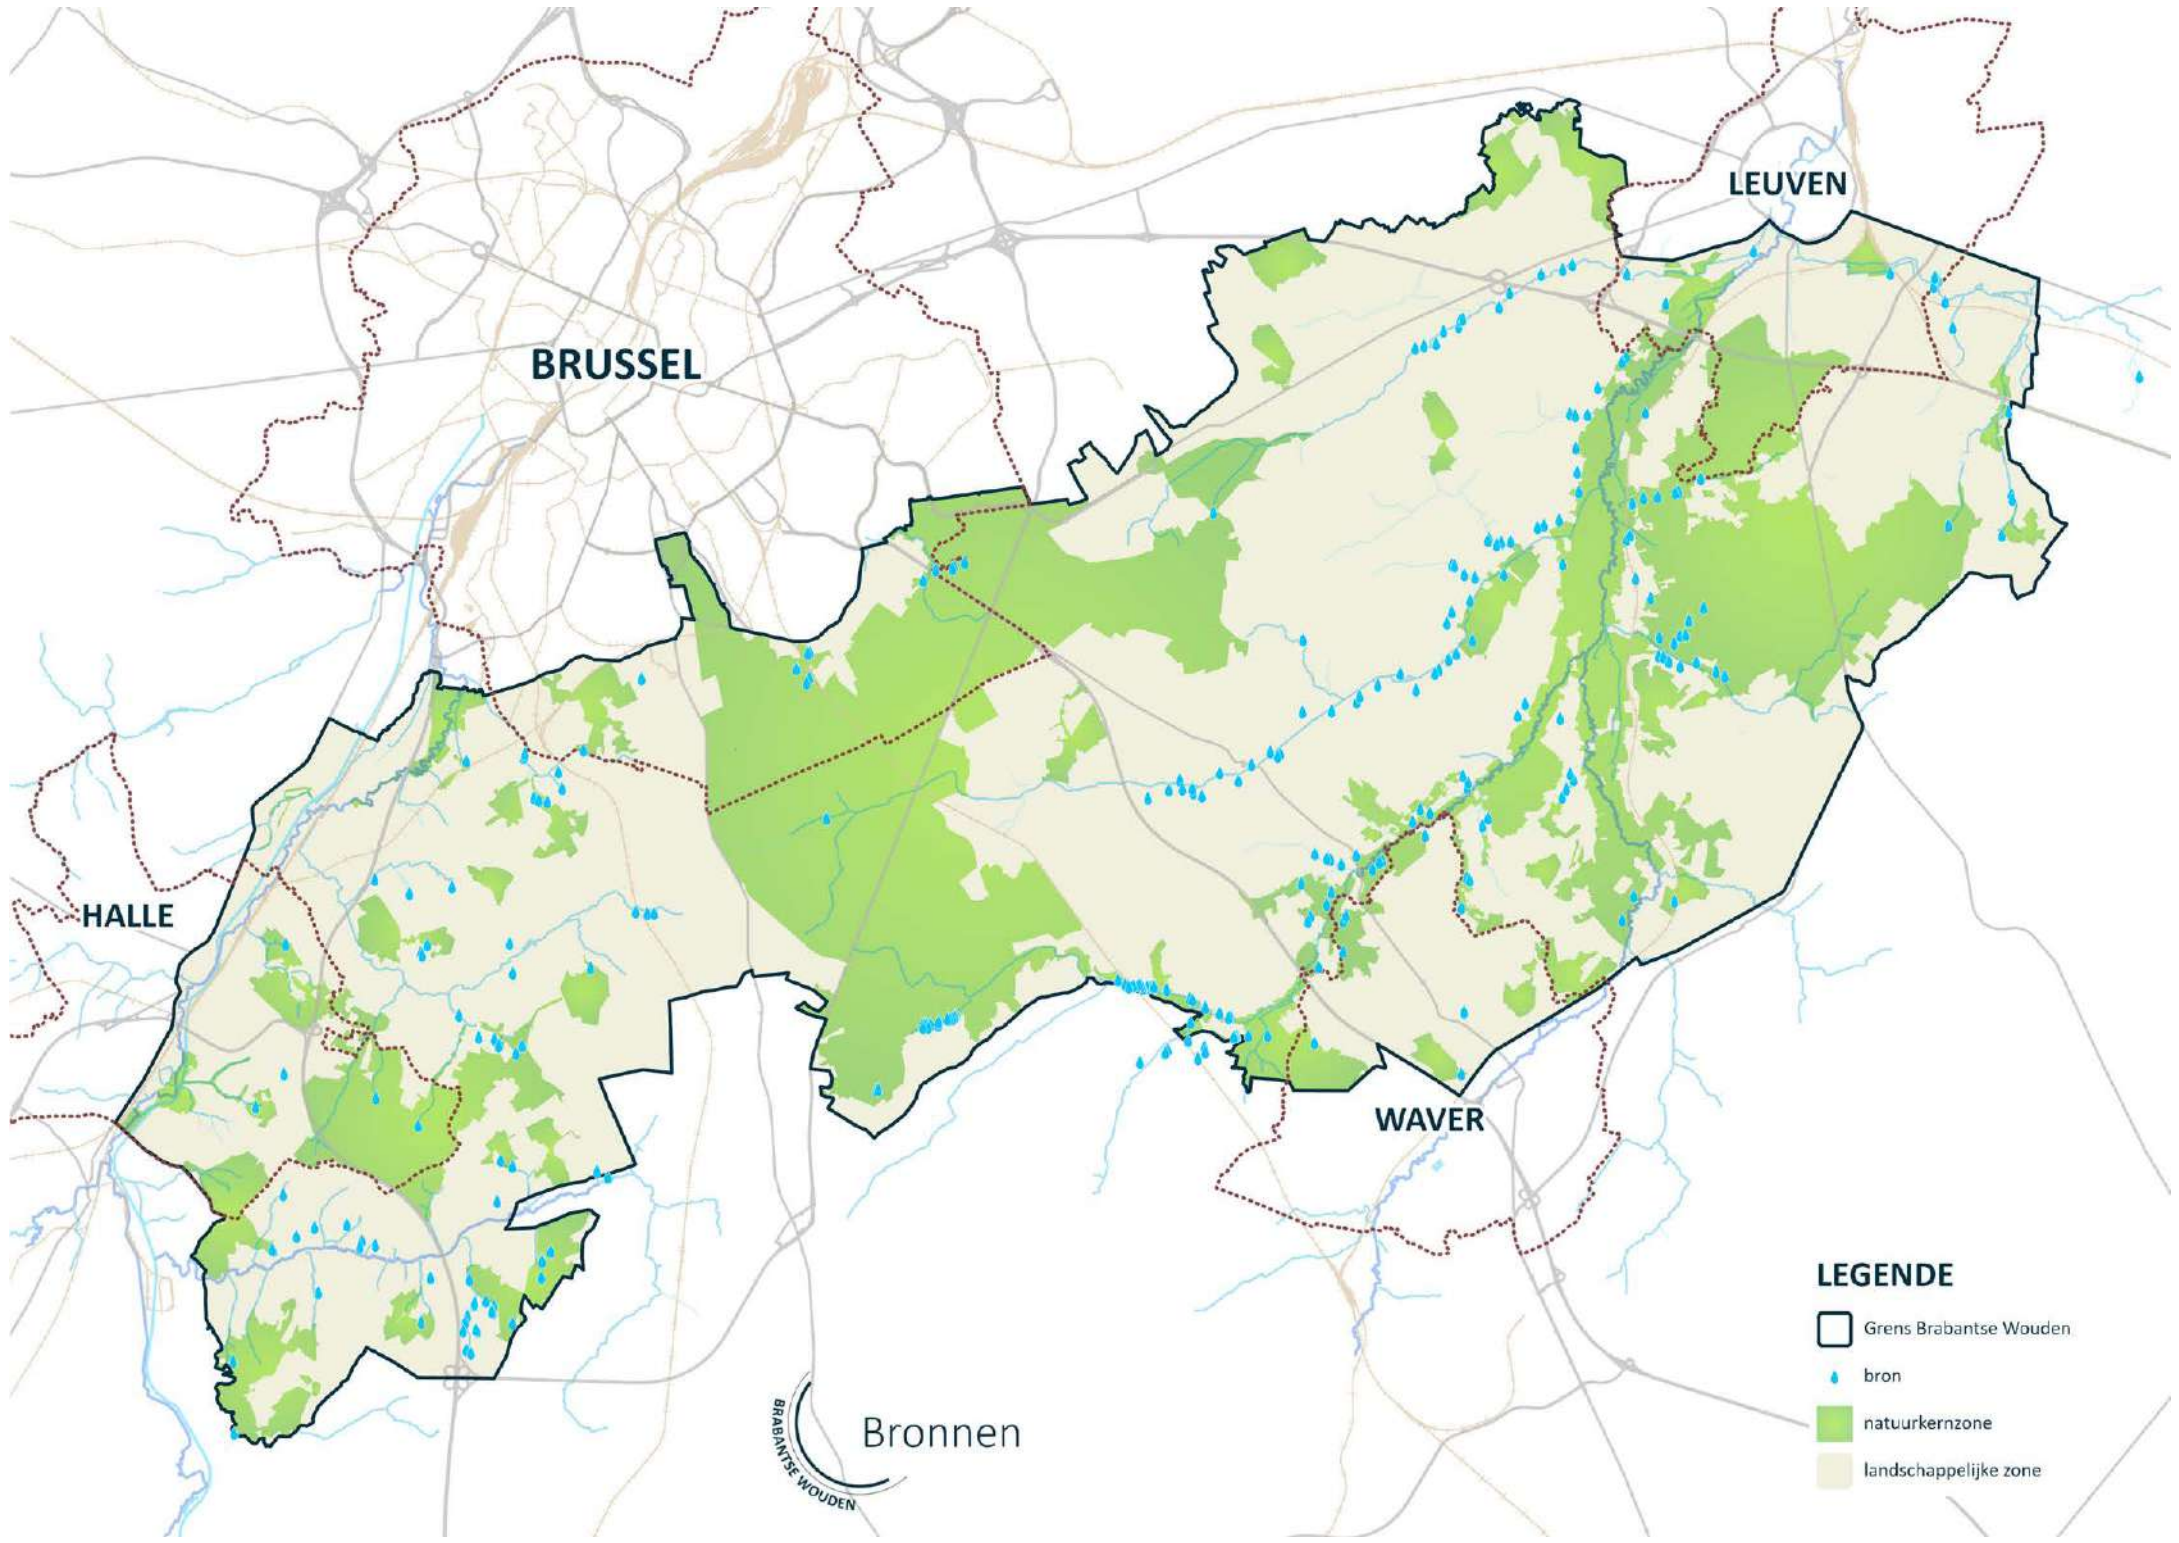 LEUVEN
BRUSSEL
HALLE
WAVER
LEGENDE
Grens Brabantse Wouden
bron
natuurkernzone
landschappelijke zone
BRABANTSE WOUDEN
Bronnen